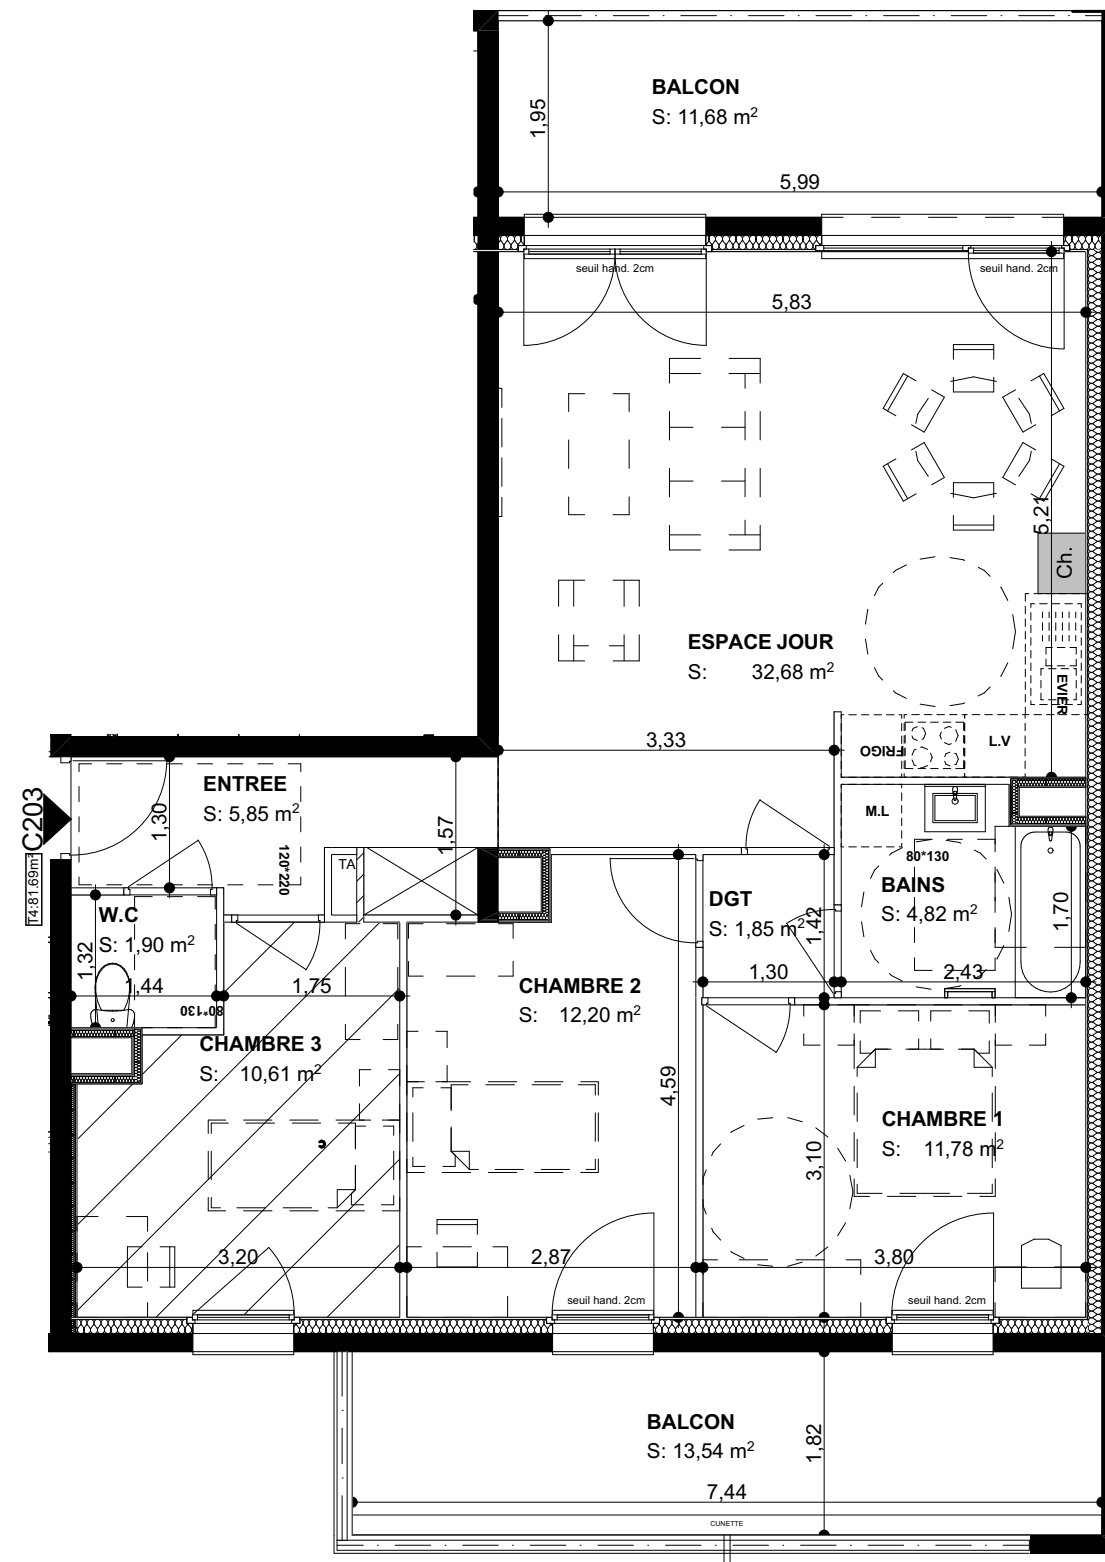 BALCON
S: 11,68 m²
1,95
5,99
seuil hand. 2cm
seuil hand. 2cm
5,83
5,21
Ch.
ESPACE JOUR
S: 32,68 m²
EVIER
3,33
FRIGO
L.V
ENTREE
S: 5,85 m²
C203
T4:81.69m²
1,30
1,57
120*220
TA
M.L
80*130
BAINS
S: 4,82 m²
1,70
W.C
S: 1,90 m²
1,32
1,44
1,75
80*130
DGT
S: 1,85 m²
1,42
1,30
2,43
CHAMBRE 2
S: 12,20 m²
CHAMBRE 3
S: 10,61 m²
4,59
3,10
CHAMBRE 1
S: 11,78 m²
3,20
2,87
3,80
seuil hand. 2cm
seuil hand. 2cm
BALCON
S: 13,54 m²
1,82
7,44
CUNETTE